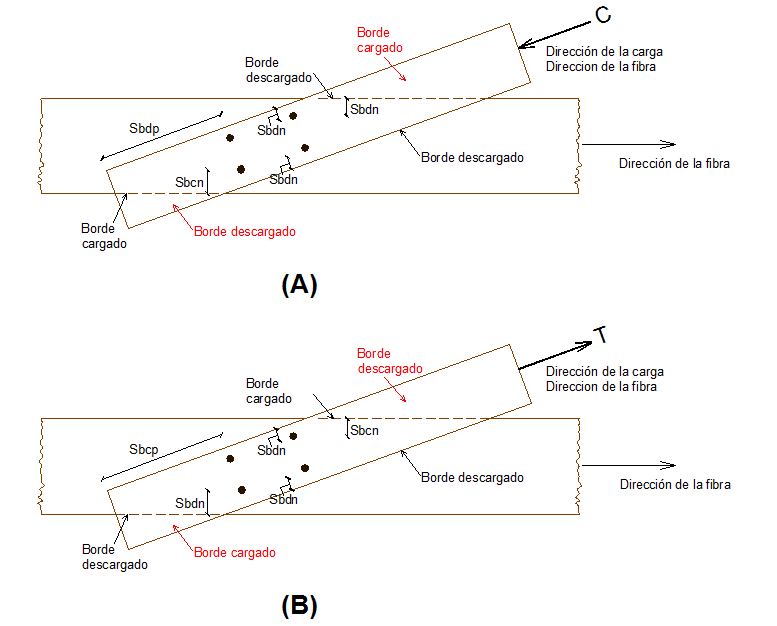 C
Borde
cargado
Dirección de la carga
Direccion de la fibra
Borde
descargado
Sbdn
Sbdp
Sbdn
Borde descargado
Dirección de la fibra
Sbcn
Sbdn
Borde
cargado
Borde descargado
(A)
T
Borde
descargado
Dirección de la carga
Direccion de la fibra
Borde
cargado
Sbcn
Sbcp
Sbdn
Borde descargado
Dirección de la fibra
Sbdn
Sbdn
Borde
descargado
Borde cargado
(B)